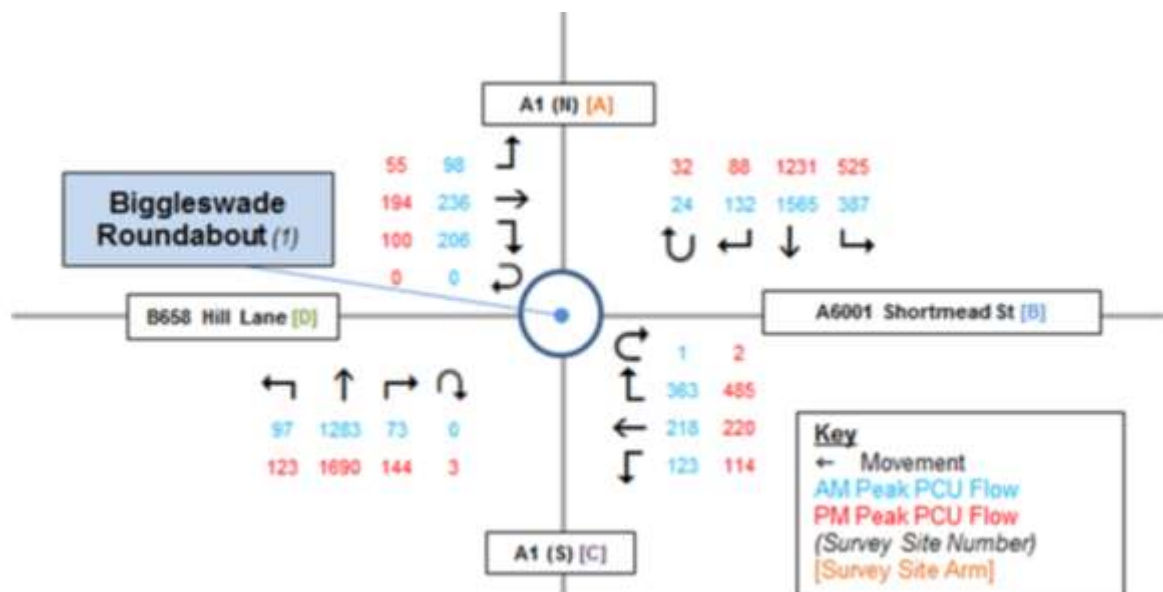 A1 (N) [A]
55 98
194 236
100 206
0 0
32 88 1231 525
24 132 1565 387
Biggleswade
Roundabout (1)
B658 Hill Lane [D]
A6001 Shortmead St [B]
1 2
363 485
218 220
123 114
97 1283 73 0
123 1690 144 3
A1 (S) [C]
Key
← Movement
AM Peak PCU Flow
PM Peak PCU Flow
(Survey Site Number)
[Survey Site Arm]